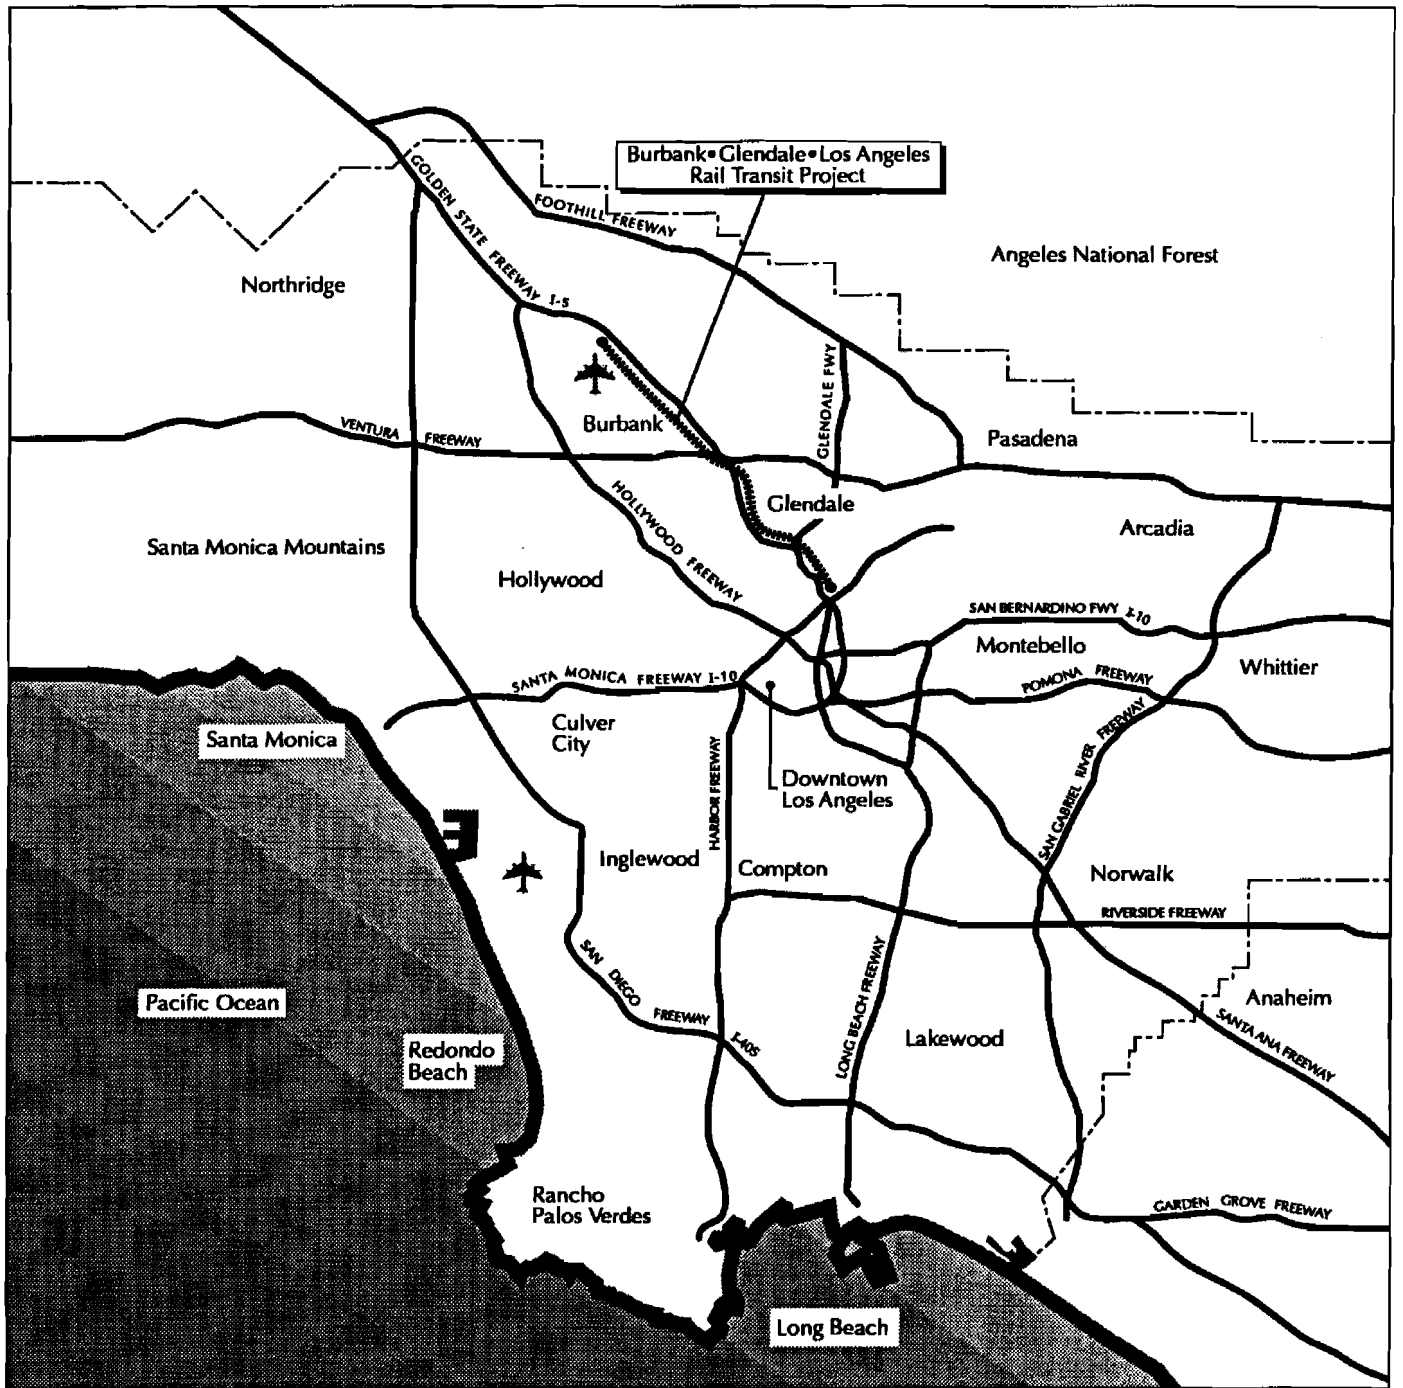 Burbank•Glendale•Los Angeles
Rail Transit Project
GOLDEN STATE FREEWAY I-5
FOOTHILL FREEWAY
Angeles National Forest
Northridge
GLENDALE FWY
Burbank
VENTURA FREEWAY
Pasadena
HOLLYWOOD FREEWAY
Glendale
Arcadia
Santa Monica Mountains
Hollywood
SAN BERNARDINO FWY I-10
Montebello
Whittier
SANTA MONICA FREEWAY I-10
POMONA FREEWAY
Culver
City
Santa Monica
HARBOR FREEWAY
SAN GABRIEL RIVER FREEWAY
Downtown
Los Angeles
Inglewood
Compton
Norwalk
RIVERSIDE FREEWAY
SAN DIEGO FREEWAY I-405
LONG BEACH FREEWAY
Pacific Ocean
Anaheim
SANTA ANA FREEWAY
Lakewood
Redondo
Beach
Rancho
Palos Verdes
GARDEN GROVE FREEWAY
Long Beach